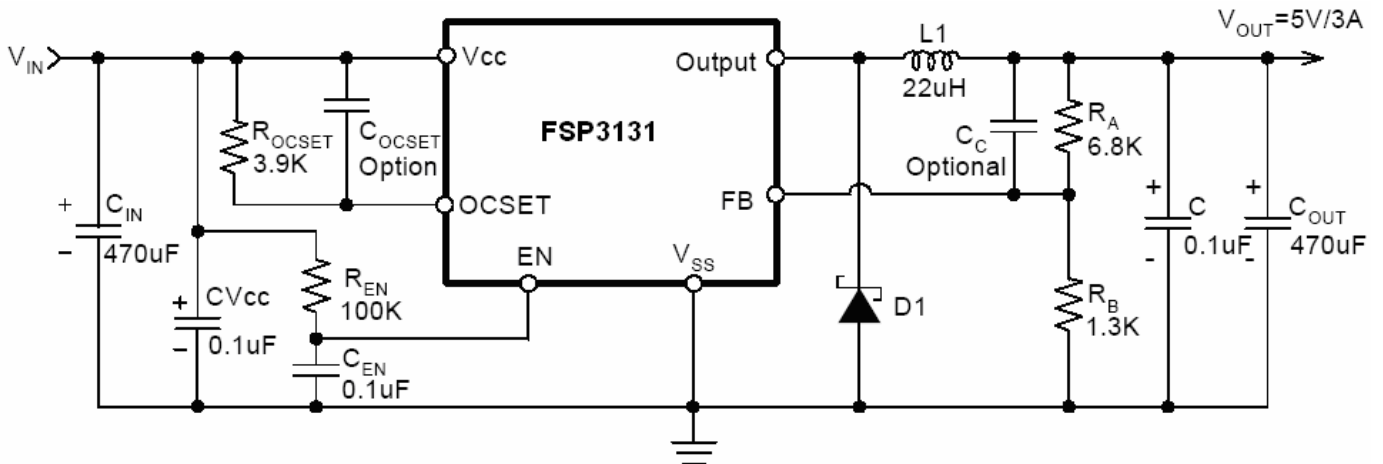 V_IN
C_IN
470uF
+
−
CVcc
0.1uF
+
−
R_OCSET
3.9K
C_OCSET
Option
R_EN
100K
C_EN
0.1uF
FSP3131
Vcc
OCSET
EN
V_SS
Output
FB
L1
22uH
D1
C_C
Optional
R_A
6.8K
R_B
1.3K
+
C
0.1uF
-
+
C_OUT
470uF
-
V_OUT=5V/3A